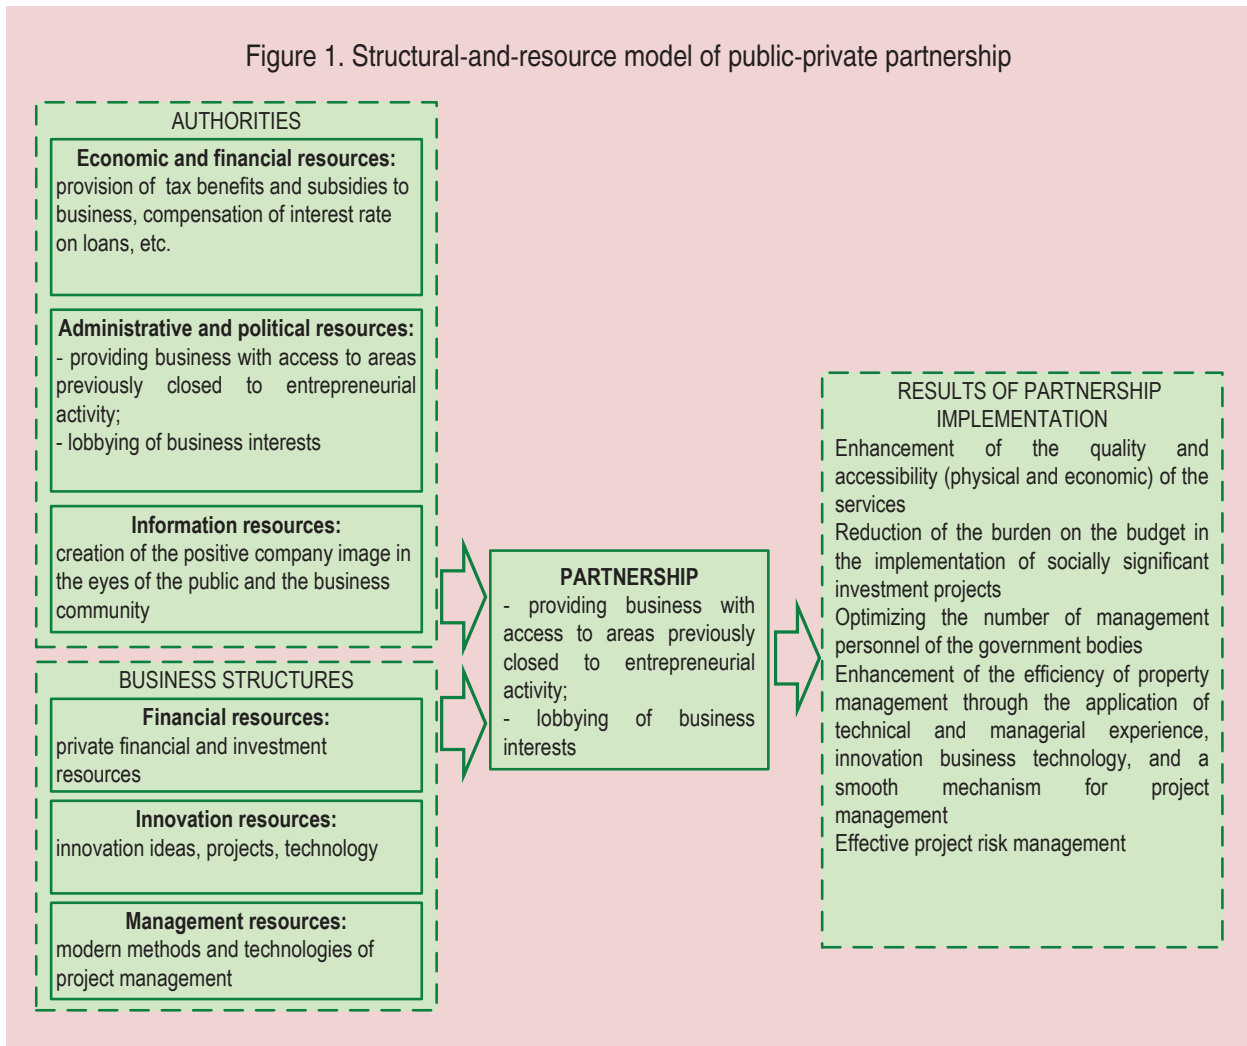 Figure 1. Structural-and-resource model of public-private partnership
AUTHORITIES
Economic and financial resources:
provision of tax benefits and subsidies to
business, compensation of interest rate
on loans, etc.
Administrative and political resources:
- providing business with access to areas
previously closed to entrepreneurial
activity;
- lobbying of business interests
Information resources:
creation of the positive company image in
the eyes of the public and the business
community
BUSINESS STRUCTURES
Financial resources:
private financial and investment
resources
Innovation resources:
innovation ideas, projects, technology
Management resources:
modern methods and technologies of
project management
PARTNERSHIP
- providing business with
access to areas previously
closed to entrepreneurial
activity;
- lobbying of business
interests
RESULTS OF PARTNERSHIP
IMPLEMENTATION
Enhancement of the quality and
accessibility (physical and economic) of the
services
Reduction of the burden on the budget in
the implementation of socially significant
investment projects
Optimizing the number of management
personnel of the government bodies
Enhancement of the efficiency of property
management through the application of
technical and managerial experience,
innovation business technology, and a
smooth mechanism for project
management
Effective project risk management